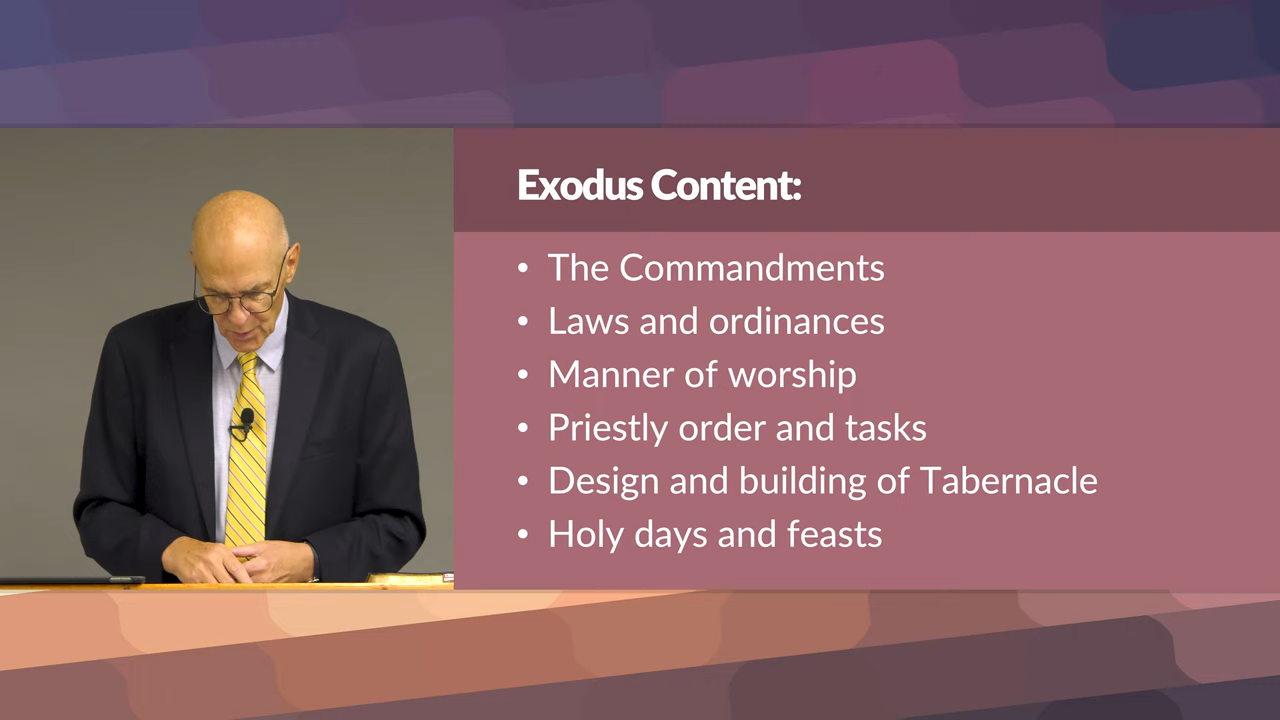 Exodus Content:
• The Commandments
• Laws and ordinances
• Manner of worship
• Priestly order and tasks
• Design and building of Tabernacle
• Holy days and feasts